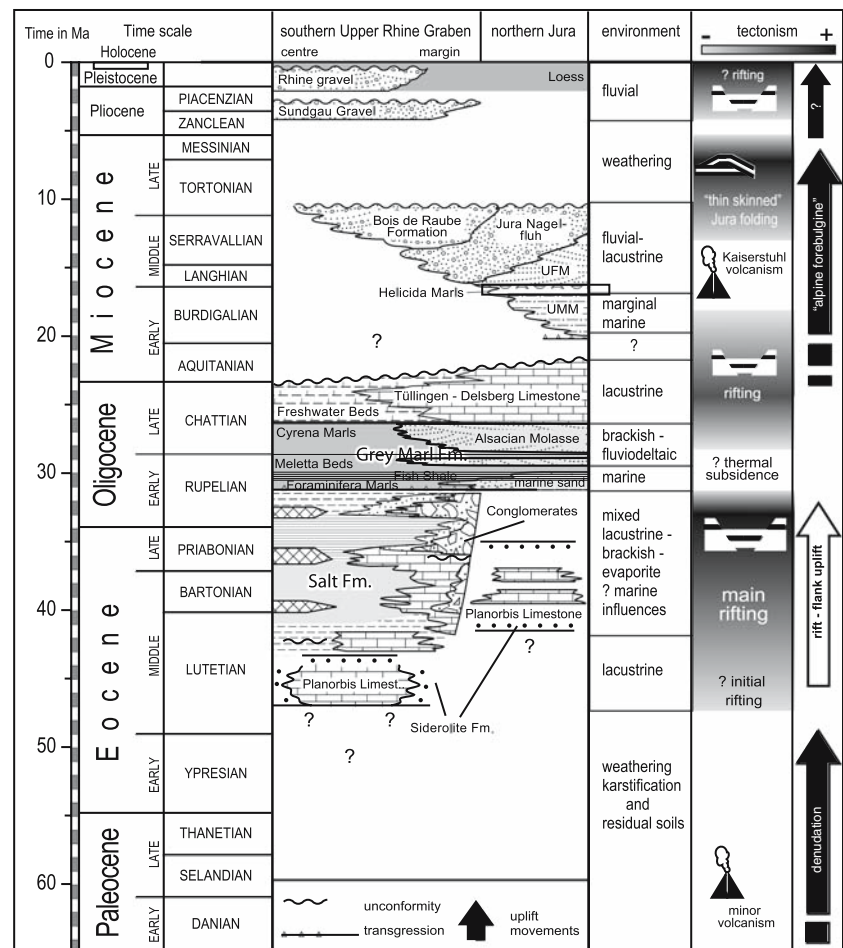 Time in Ma
Time scale
southern Upper Rhine Graben
northern Jura
environment
- tectonism +
Holocene
centre
margin
0
Pleistocene
Rhine gravel
Loess
fluvial
? rifting
?
Pliocene
PIACENZIAN
ZANCLEAN
Sundgau Gravel
Miocene
LATE
MESSINIAN
TORTONIAN
weathering
"thin skinned"
Jura folding
10
MIDDLE
SERRAVALLIAN
LANGHIAN
Bois de Raube
Formation
Jura Nagel-
fluh
UFM
fluvial-
lacustrine
Kaiserstuhl
volcanism
"alpine forebulgine"
Helicida Marls
EARLY
BURDIGALIAN
AQUITANIAN
UMM
marginal
marine
20
?
?
Oligocene
LATE
CHATTIAN
Tüllingen - Delsberg Limestone
Freshwater Beds
lacustrine
rifting
Cyrena Marls
Alsacian Molasse
Grey Marl Fm.
brackish -
fluviodeltaic
Meletta Beds
30
EARLY
RUPELIAN
Fish Shale
Foraminifera Marls
marine sand
marine
? thermal
subsidence
Conglomerates
Eocene
LATE
PRIABONIAN
BARTONIAN
Salt Fm.
mixed
lacustrine -
brackish -
evaporite
? marine
influences
main
rifting
rift - flank uplift
40
Planorbis Limestone
?
MIDDLE
LUTETIAN
Planorbis Limest.
? ?
Siderolite Fm.
lacustrine
? initial
rifting
50
EARLY
YPRESIAN
?
weathering
karstification
and
residual soils
denudation
Paleocene
LATE
THANETIAN
SELANDIAN
60
EARLY
DANIAN
minor
volcanism
unconformity
transgression
uplift
movements